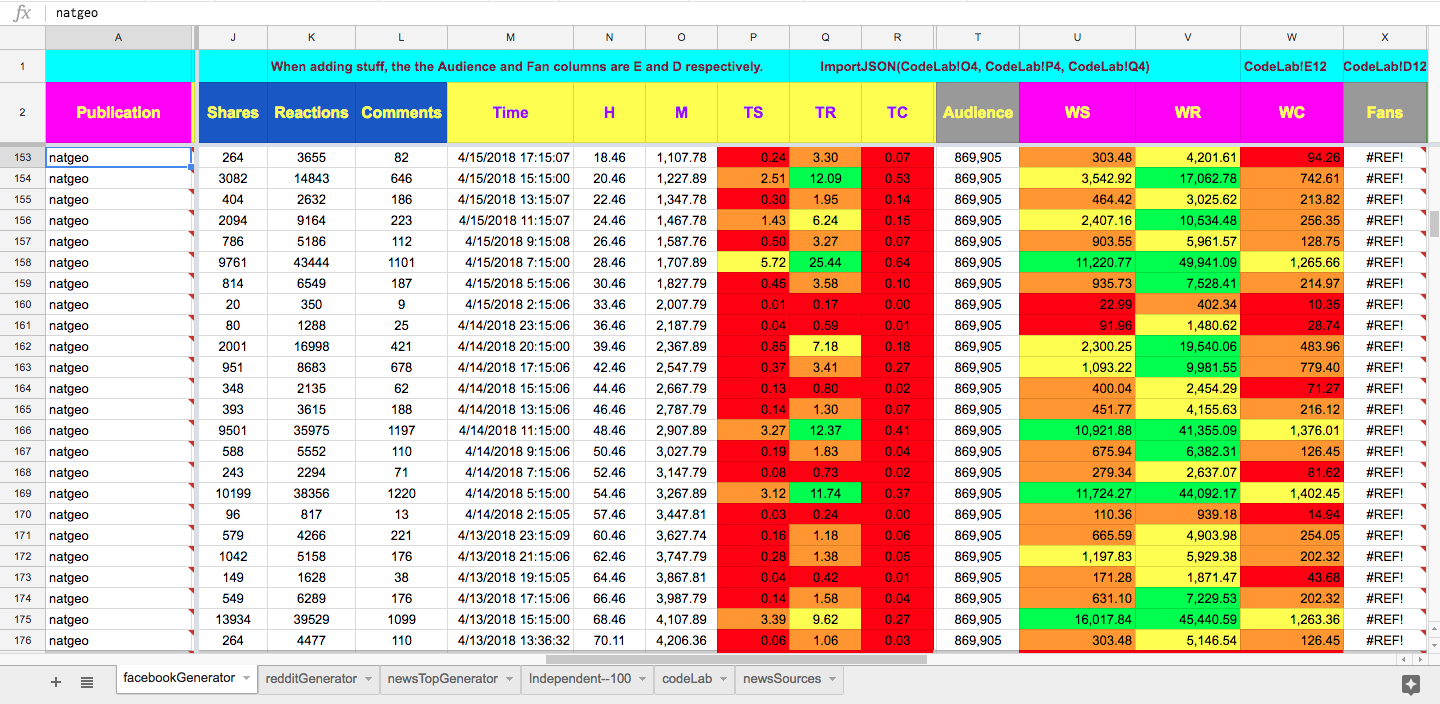 fx natgeo
A J K L M N O P Q R T U V W X
1 When adding stuff, the the Audience and Fan columns are E and D respectively. ImportJSON(CodeLab!O4, CodeLab!P4, CodeLab!Q4) CodeLab!E12 CodeLab!D12
2 Publication Shares Reactions Comments Time H M TS TR TC Audience WS WR WC Fans
153 natgeo 264 3655 82 4/15/2018 17:15:07 18.46 1,107.78 0.24 3.30 0.07 869,905 303.48 4,201.61 94.26 #REF!
154 natgeo 3082 14843 646 4/15/2018 15:15:00 20.46 1,227.89 2.51 12.09 0.53 869,905 3,542.92 17,062.78 742.61 #REF!
155 natgeo 404 2632 186 4/15/2018 13:15:07 22.46 1,347.78 0.30 1.95 0.14 869,905 464.42 3,025.62 213.82 #REF!
156 natgeo 2094 9164 223 4/15/2018 11:15:07 24.46 1,467.78 1.43 6.24 0.15 869,905 2,407.16 10,534.48 256.35 #REF!
157 natgeo 786 5186 112 4/15/2018 9:15:08 26.46 1,587.76 0.50 3.27 0.07 869,905 903.55 5,961.57 128.75 #REF!
158 natgeo 9761 43444 1101 4/15/2018 7:15:00 28.46 1,707.89 5.72 25.44 0.64 869,905 11,220.77 49,941.09 1,265.66 #REF!
159 natgeo 814 6549 187 4/15/2018 5:15:06 30.46 1,827.79 0.45 3.58 0.10 869,905 935.73 7,528.41 214.97 #REF!
160 natgeo 20 350 9 4/15/2018 2:15:06 33.46 2,007.79 0.01 0.17 0.00 869,905 22.99 402.34 10.35 #REF!
161 natgeo 80 1288 25 4/14/2018 23:15:06 36.46 2,187.79 0.04 0.59 0.01 869,905 91.96 1,480.62 28.74 #REF!
162 natgeo 2001 16998 421 4/14/2018 20:15:00 39.46 2,367.89 0.85 7.18 0.18 869,905 2,300.25 19,540.06 483.96 #REF!
163 natgeo 951 8683 678 4/14/2018 17:15:06 42.46 2,547.79 0.37 3.41 0.27 869,905 1,093.22 9,981.55 779.40 #REF!
164 natgeo 348 2135 62 4/14/2018 15:15:06 44.46 2,667.79 0.13 0.80 0.02 869,905 400.04 2,454.29 71.27 #REF!
165 natgeo 393 3615 188 4/14/2018 13:15:06 46.46 2,787.79 0.14 1.30 0.07 869,905 451.77 4,155.63 216.12 #REF!
166 natgeo 9501 35975 1197 4/14/2018 11:15:00 48.46 2,907.89 3.27 12.37 0.41 869,905 10,921.88 41,355.09 1,376.01 #REF!
167 natgeo 588 5552 110 4/14/2018 9:15:06 50.46 3,027.79 0.19 1.83 0.04 869,905 675.94 6,382.31 126.45 #REF!
168 natgeo 243 2294 71 4/14/2018 7:15:06 52.46 3,147.79 0.08 0.73 0.02 869,905 279.34 2,637.07 81.62 #REF!
169 natgeo 10199 38356 1220 4/14/2018 5:15:00 54.46 3,267.89 3.12 11.74 0.37 869,905 11,724.27 44,092.17 1,402.45 #REF!
170 natgeo 96 817 13 4/14/2018 2:15:05 57.46 3,447.81 0.03 0.24 0.00 869,905 110.36 939.18 14.94 #REF!
171 natgeo 579 4266 221 4/13/2018 23:15:09 60.46 3,627.74 0.16 1.18 0.06 869,905 665.59 4,903.98 254.05 #REF!
172 natgeo 1042 5158 176 4/13/2018 21:15:06 62.46 3,747.79 0.28 1.38 0.05 869,905 1,197.83 5,929.38 202.32 #REF!
173 natgeo 149 1628 38 4/13/2018 19:15:05 64.46 3,867.81 0.04 0.42 0.01 869,905 171.28 1,871.47 43.68 #REF!
174 natgeo 549 6289 176 4/13/2018 17:15:06 66.46 3,987.79 0.14 1.58 0.04 869,905 631.10 7,229.53 202.32 #REF!
175 natgeo 13934 39529 1099 4/13/2018 15:15:00 68.46 4,107.89 3.39 9.62 0.27 869,905 16,017.84 45,440.59 1,263.36 #REF!
176 natgeo 264 4477 110 4/13/2018 13:36:32 70.11 4,206.36 0.06 1.06 0.03 869,905 303.48 5,146.54 126.45 #REF!
facebookGenerator redditGenerator newsTopGenerator Independent--100 codeLab newsSources